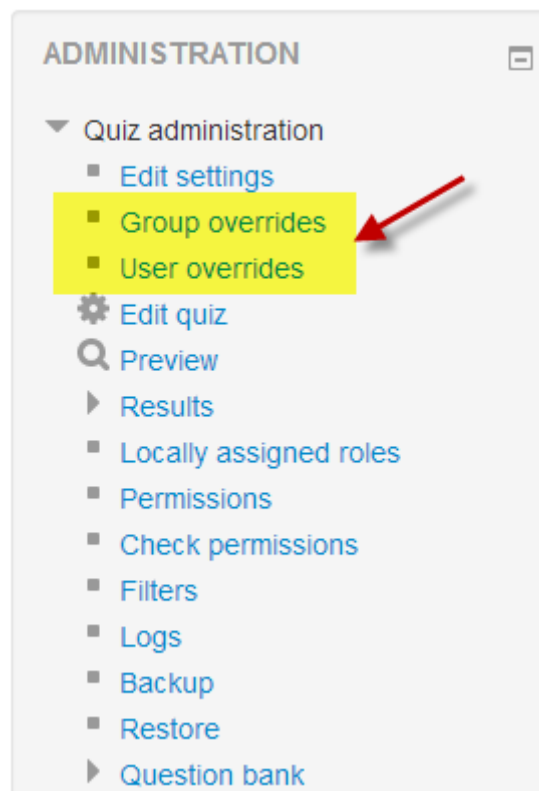 ADMINISTRATION
Quiz administration
Edit settings
Group overrides
User overrides
Edit quiz
Preview
Results
Locally assigned roles
Permissions
Check permissions
Filters
Logs
Backup
Restore
Question bank